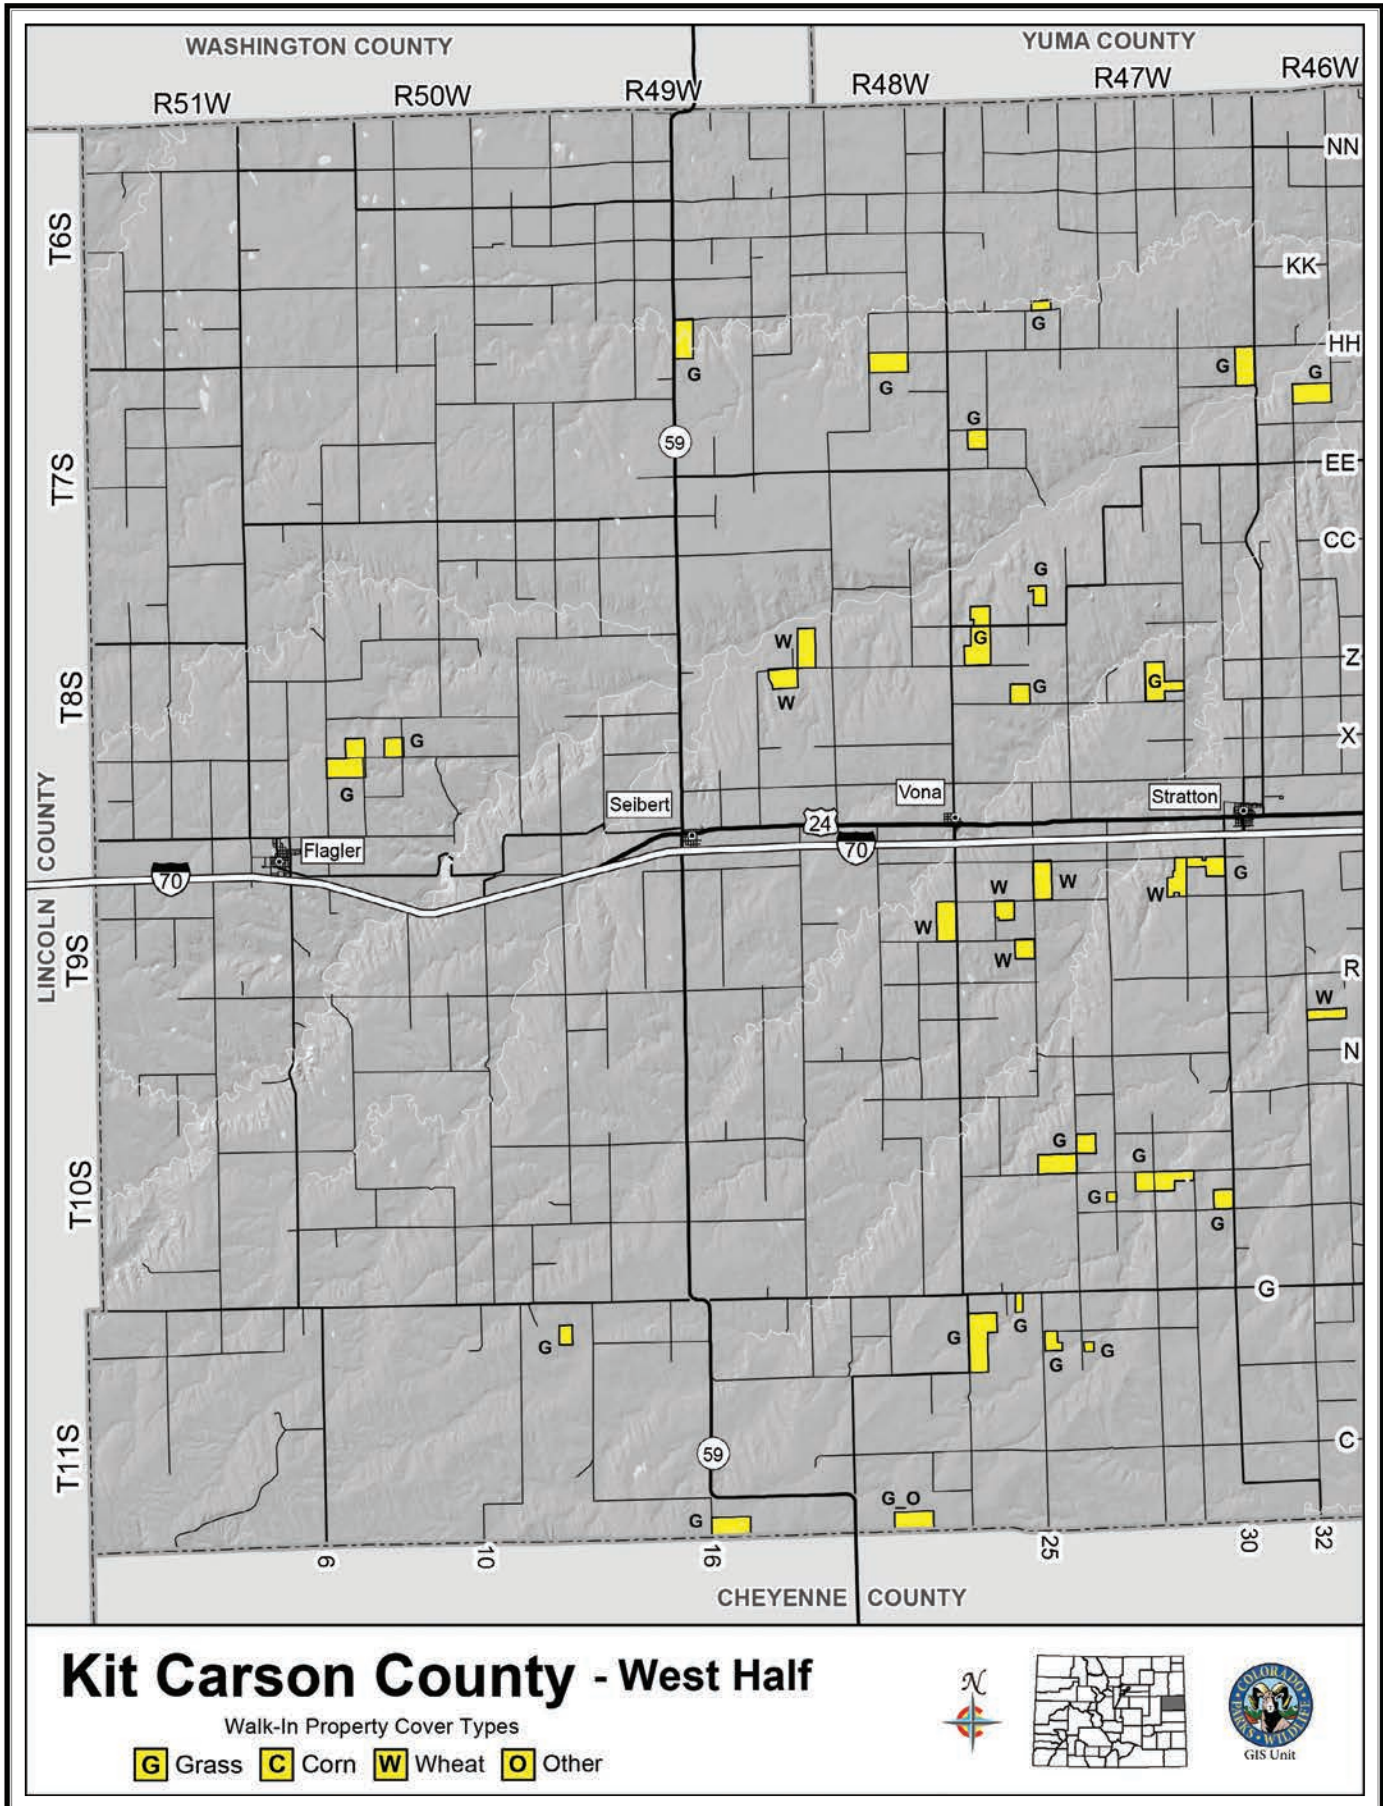 WASHINGTON COUNTY
YUMA COUNTY
R51W
R50W
R49W
R48W
R47W
R46W
NN
T6S
KK
G
HH
G
G
G
G
G
59
EE
T7S
CC
G
W
G
Z
W
G
G
T8S
X
G
G
LINCOLN COUNTY
Seibert
Vona
Stratton
24
70
Flagler
70
W
W
W
G
W
W
T9S
R
W
N
G
G
T10S
G
G
G
G
G
G
G
G
G
T11S
59
C
G
G_O
6
10
16
25
30
32
CHEYENNE COUNTY
Kit Carson County - West Half
Walk-In Property Cover Types
G Grass C Corn W Wheat O Other
N
COLORADO
PARKS • WILDLIFE
GIS Unit